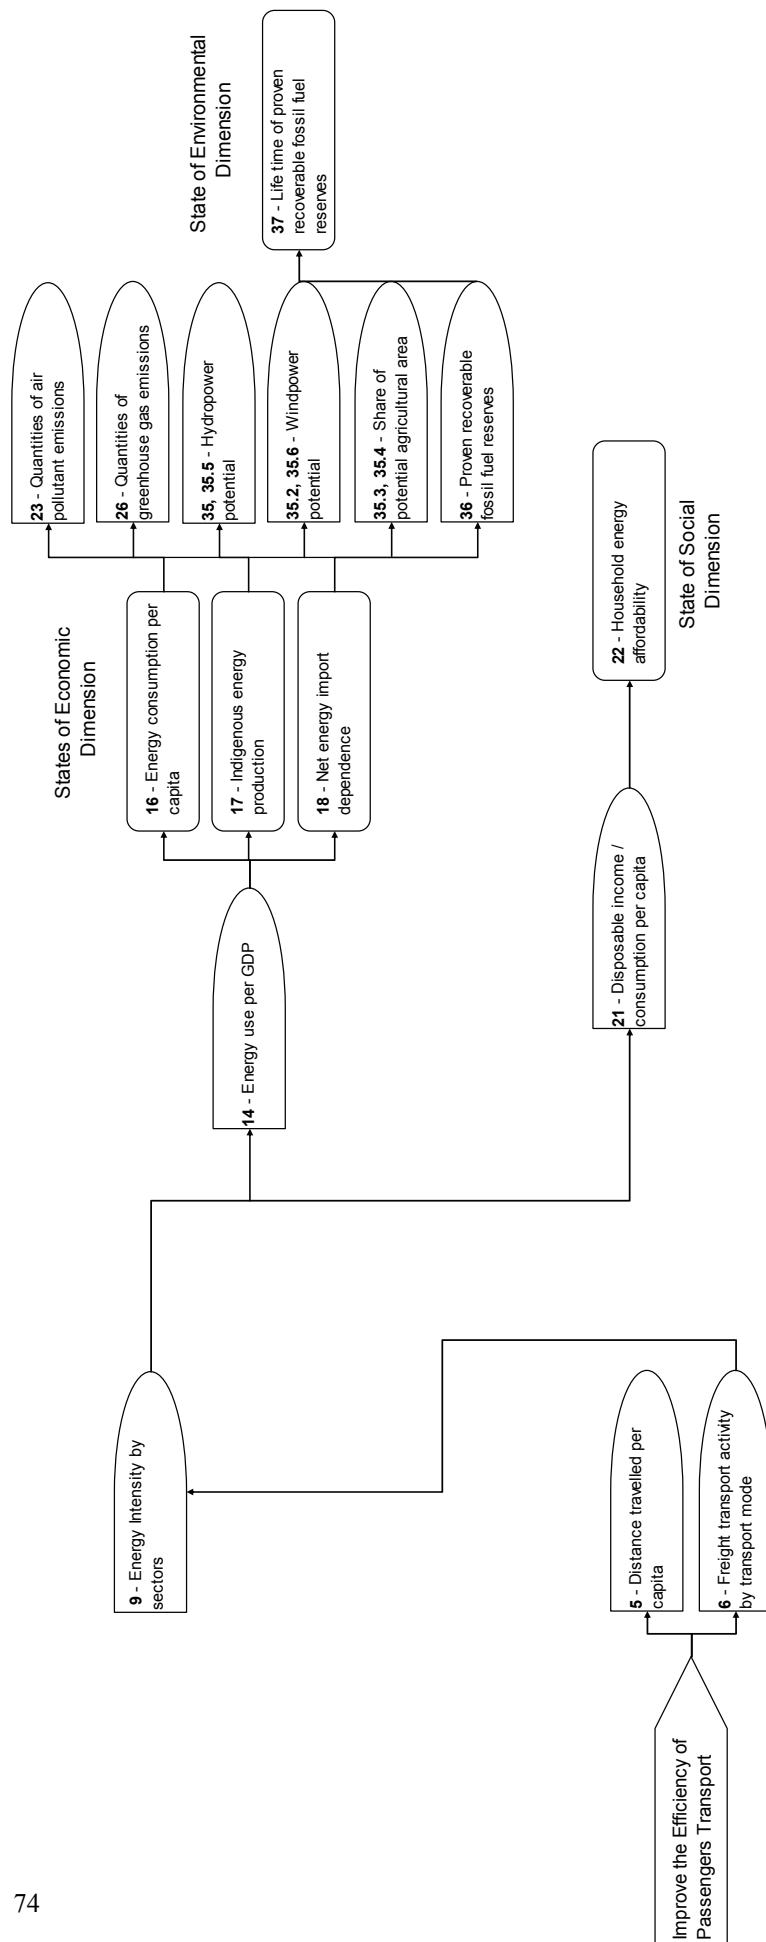 74
Improve the Efficiency of
Passengers Transport
5 - Distance travelled per
capita
6 - Freight transport activity
by transport mode
9 - Energy Intensity by
sectors
14 - Energy use per GDP
21 - Disposable income /
consumption per capita
States of Economic
Dimension
16 - Energy consumption per
capita
17 - Indigenous energy
production
18 - Net energy import
dependence
22 - Household energy
affordability
State of Social
Dimension
23 - Quantities of air
pollutant emissions
26 - Quantities of
greenhouse gas emissions
35, 35.5 - Hydropower
potential
35.2, 35.6 - Windpower
potential
35.3, 35.4 - Share of
potential agricultural area
36 - Proven recoverable
fossil fuel reserves
State of Environmental
Dimension
37 - Life time of proven
recoverable fossil fuel
reserves